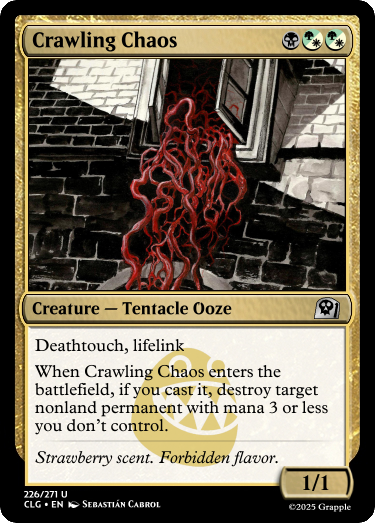 Crawling Chaos
Creature — Tentacle Ooze
Deathtouch, lifelink
When Crawling Chaos enters the
battlefield, if you cast it, destroy target
nonland permanent with mana 3 or less
you don't control.
Strawberry scent. Forbidden flavor.
1/1
226/271 U
CLG • EN Sebastián Cabrol
©2025 Grapple